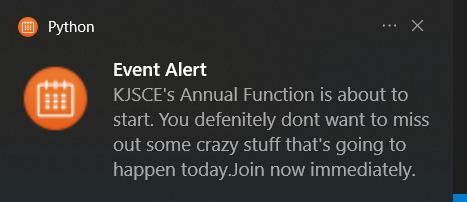 Python
Event Alert
KJSCE's Annual Function is about to
start. You defenitely dont want to miss
out some crazy stuff that's going to
happen today.Join now immediately.